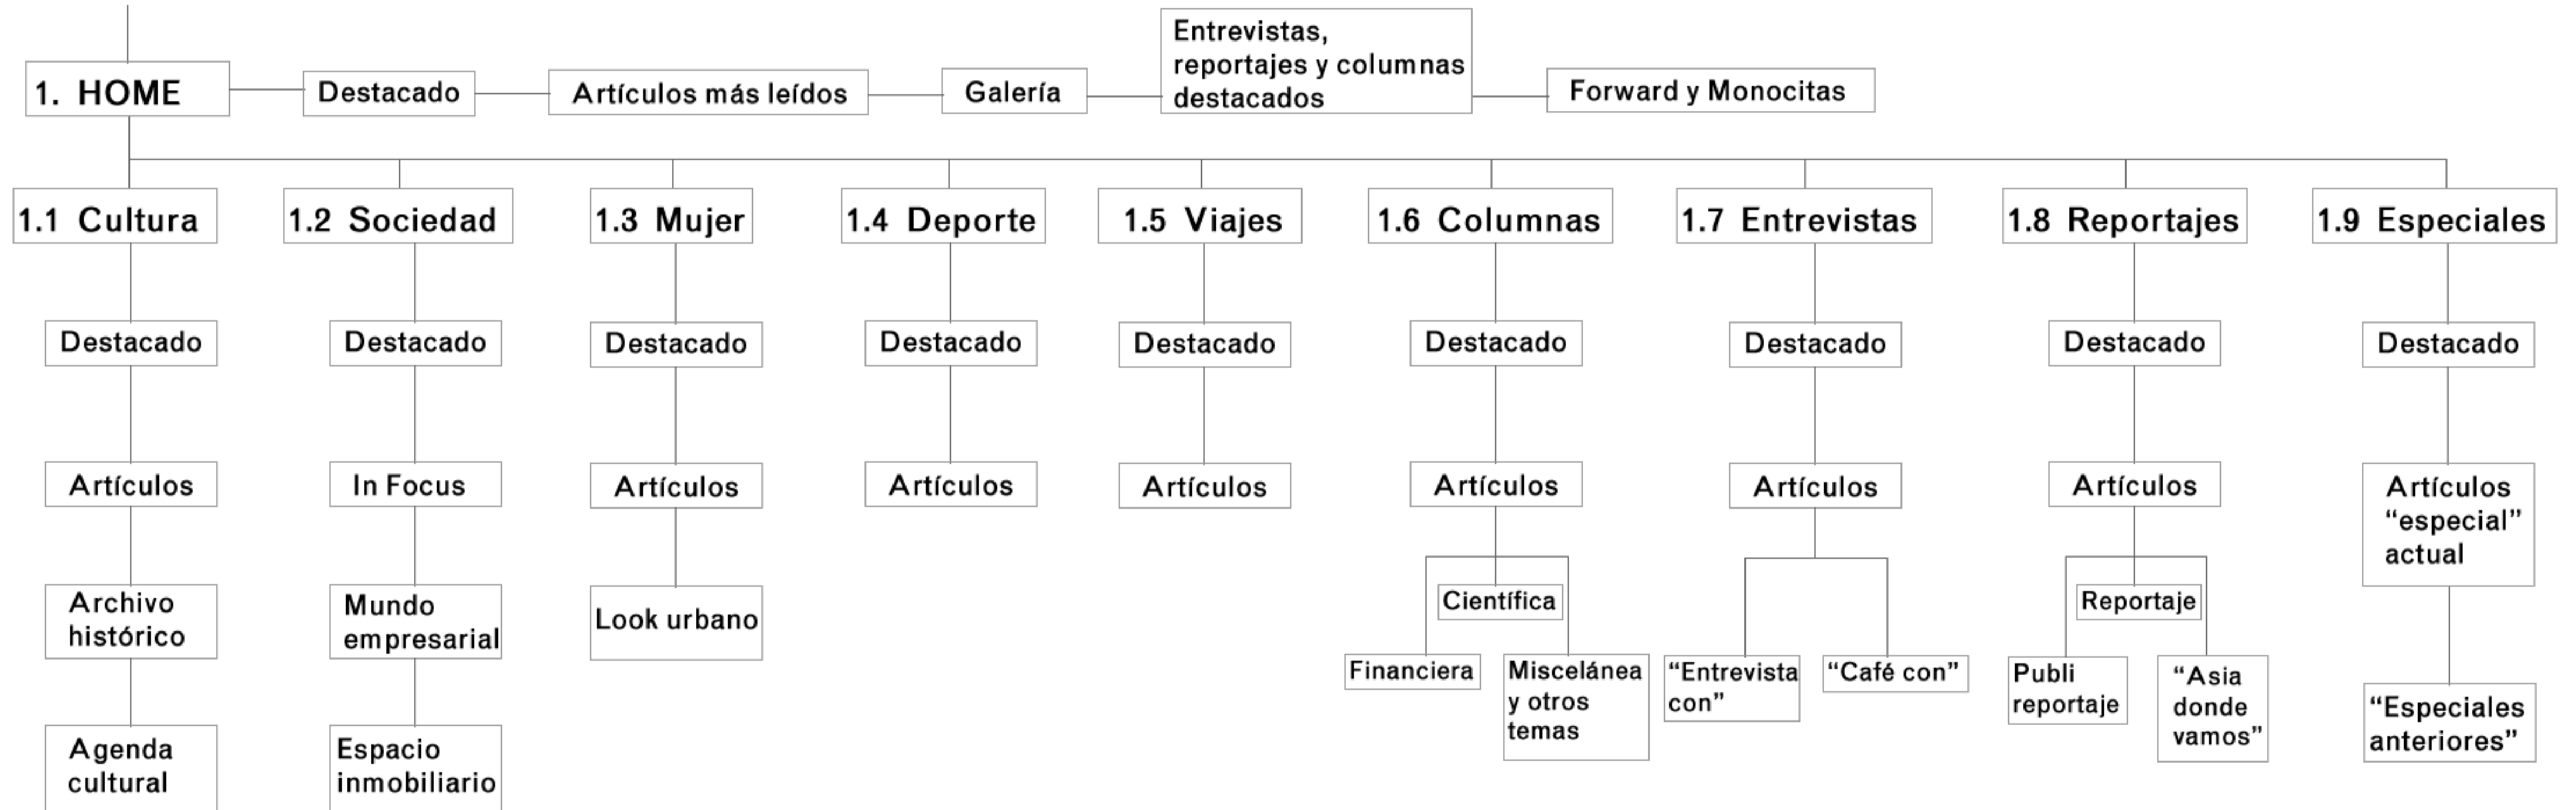 1. HOME
Destacado
Artículos más leídos
Galería
Entrevistas,
reportajes y columnas
destacados
Forward y Monocitas
1.1 Cultura
1.2 Sociedad
1.3 Mujer
1.4 Deporte
1.5 Viajes
1.6 Columnas
1.7 Entrevistas
1.8 Reportajes
1.9 Especiales
Destacado
Destacado
Destacado
Destacado
Destacado
Destacado
Destacado
Destacado
Destacado
Artículos
In Focus
Artículos
Artículos
Artículos
Artículos
Artículos
Artículos
Artículos
“especial”
actual
Archivo
histórico
Mundo
empresarial
Look urbano
Científica
Reportaje
Financiera
Miscelánea
y otros
temas
“Entrevista
con”
“Café con”
Publi
reportaje
“Asia
donde
vamos”
“Especiales
anteriores”
Agenda
cultural
Espacio
inmobiliario